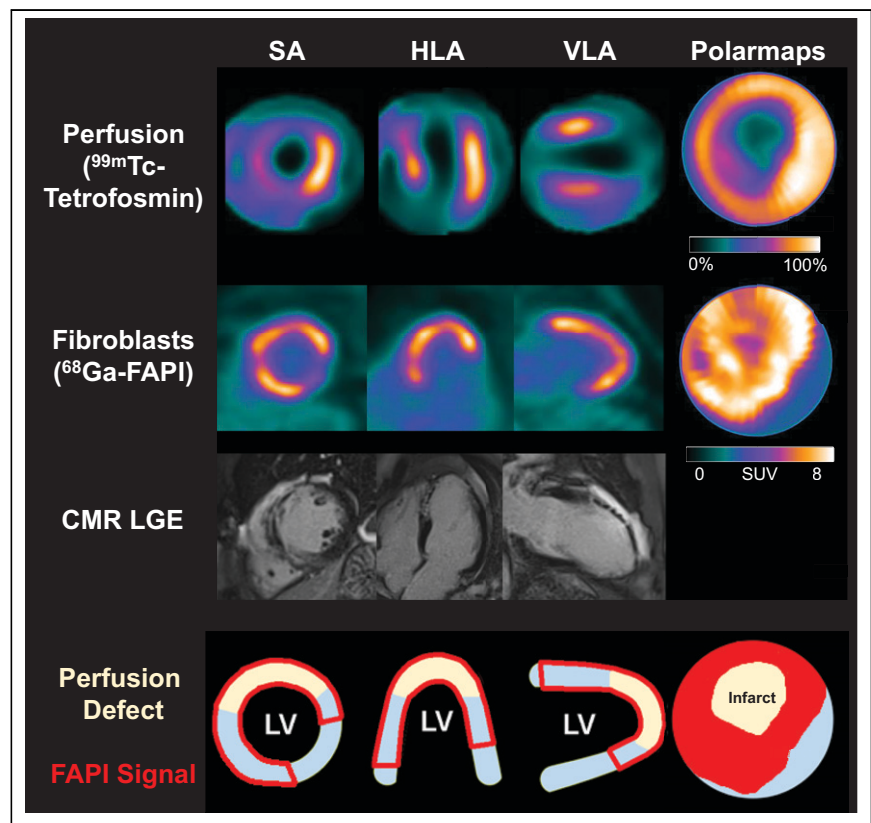 SA HLA VLA Polarmaps
Perfusion
(⁹⁹ᵐTc-
Tetrofosmin)
0% 100%
Fibroblasts
(⁶⁸Ga-FAPI)
0 SUV 8
CMR LGE
Perfusion
Defect
FAPI Signal
LV LV LV Infarct